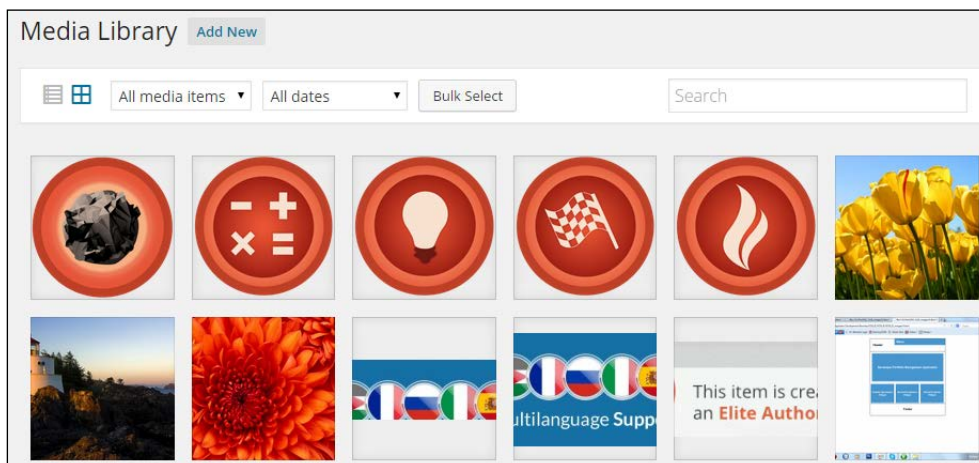 Media Library Add New
All media items All dates Bulk Select Search
ultilanguage Suppo
This item is crea
an Elite Author